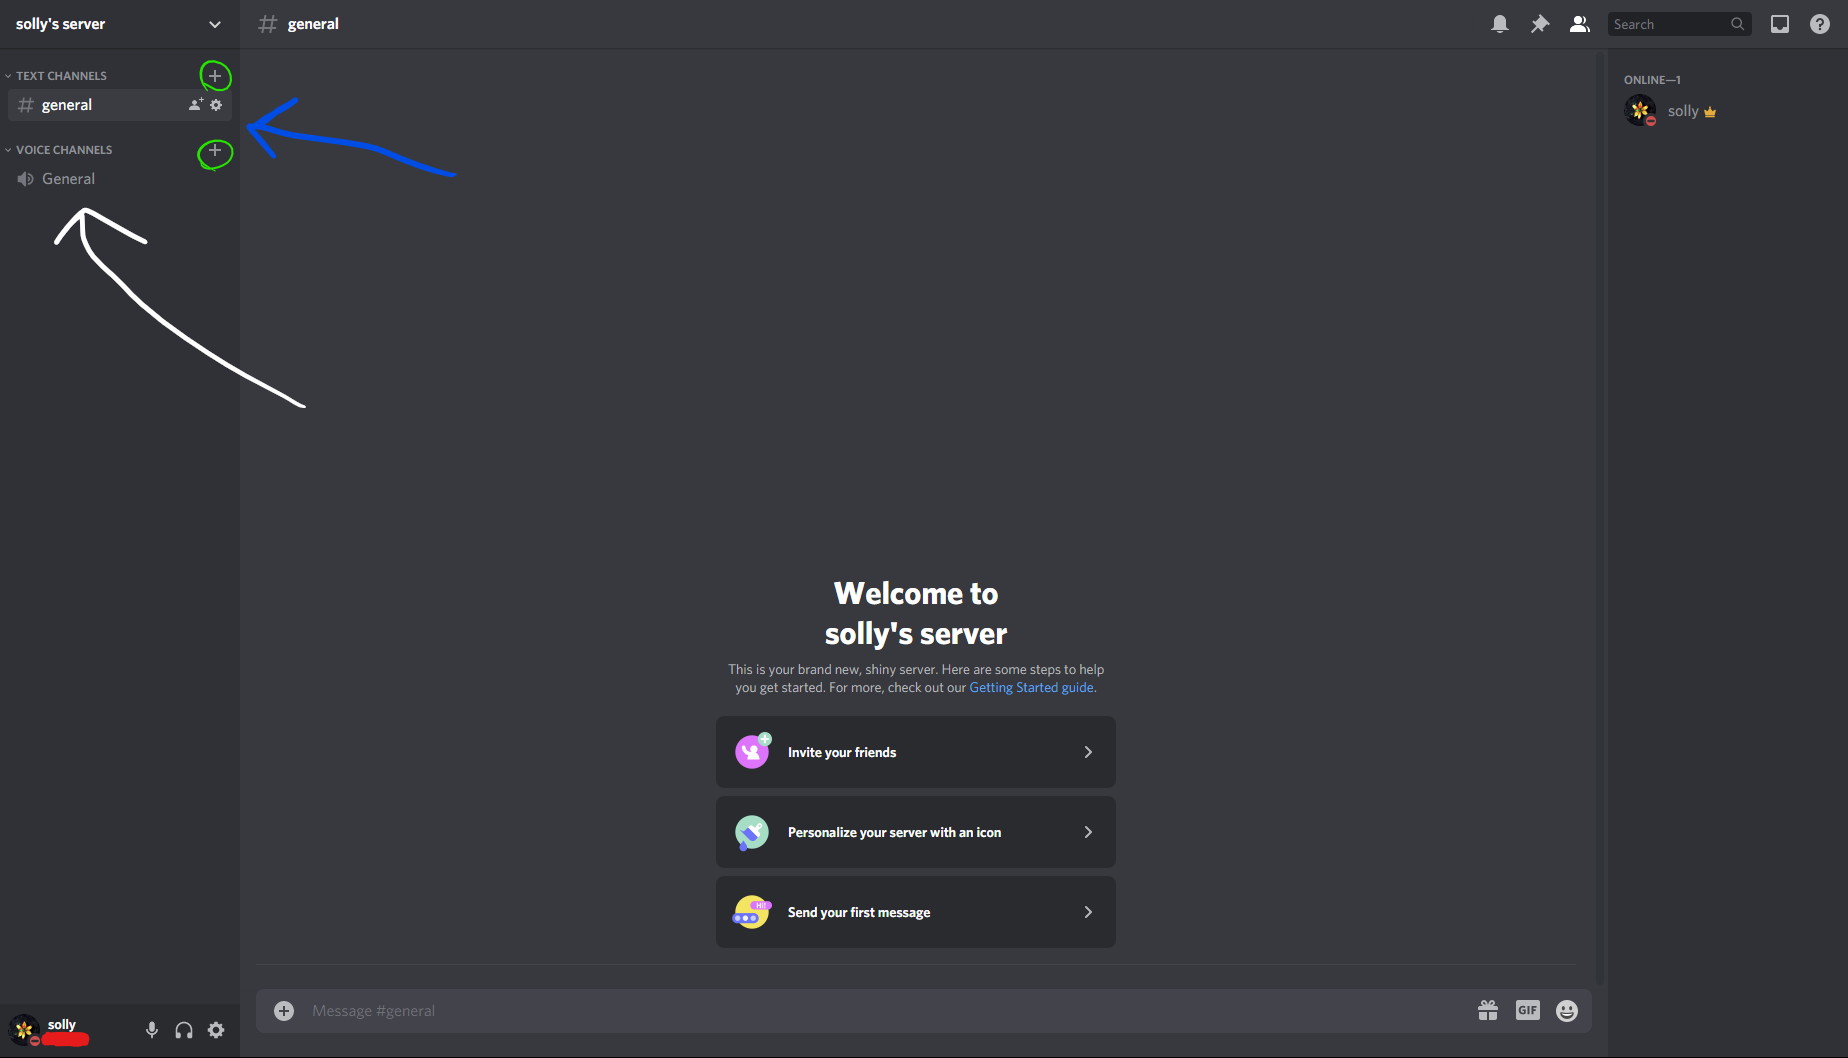 solly's server
general
Search
TEXT CHANNELS
general
VOICE CHANNELS
General
ONLINE—1
solly
Welcome to
solly's server
This is your brand new, shiny server. Here are some steps to help
you get started. For more, check out our Getting Started guide.
Invite your friends
Personalize your server with an icon
Hi!
Send your first message
Message #general
GIF
solly